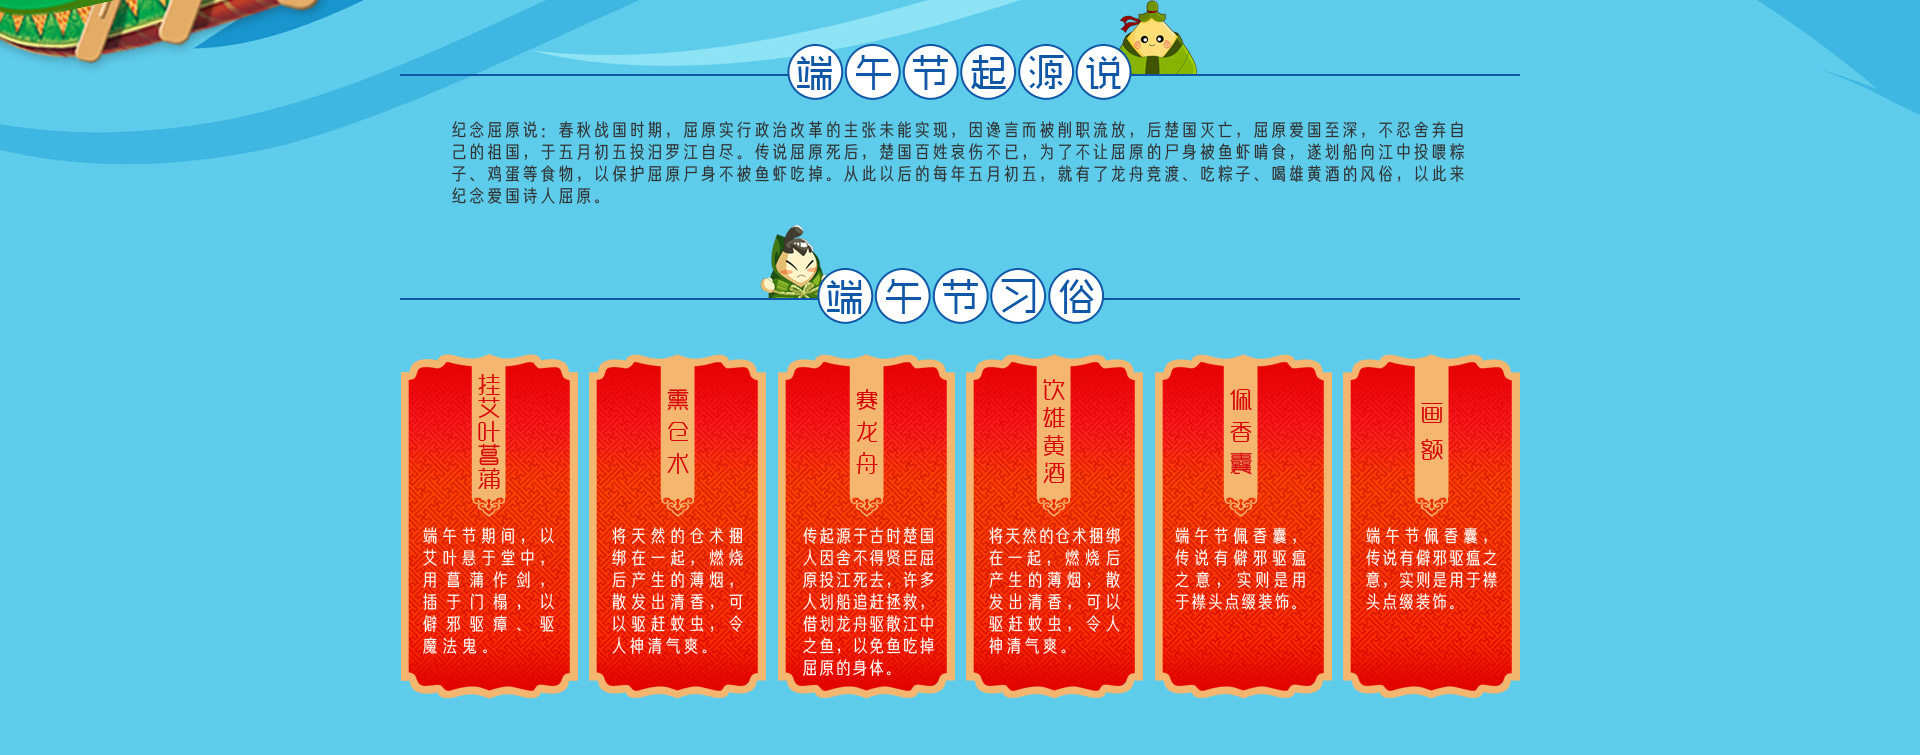 端午节起源说
纪念屈原说：春秋战国时期，屈原实行政治改革的主张未能实现，因谗言而被削职流放，后楚国灭亡，屈原爱国至深，不忍舍弃自
己的祖国，于五月初五投汨罗江自尽。传说屈原死后，楚国百姓哀伤不已，为了不让屈原的尸身被鱼虾啃食，遂划船向江中投喂粽
子、鸡蛋等食物，以保护屈原尸身不被鱼虾吃掉。从此以后的每年五月初五，就有了龙舟竞渡、吃粽子、喝雄黄酒的风俗，以此来
纪念爱国诗人屈原。
端午节习俗
挂艾叶菖蒲
端午节期间，以
艾叶悬于堂中，
用菖蒲作剑，
插于门榻，以
僻邪驱瘴、驱
魔法鬼。
熏仓术
将天然的仓术捆
绑在一起，燃烧
后产生的薄烟，
散发出清香，可
以驱赶蚊虫，令
人神清气爽。
赛龙舟
传起源于古时楚国
人因舍不得贤臣屈
原投江死去，许多
人划船追赶拯救，
借划龙舟驱散江中
之鱼，以免鱼吃掉
屈原的身体。
饮雄黄酒
将天然的仓术捆绑
在一起，燃烧后
产生的薄烟，散
发出清香，可以
驱赶蚊虫，令人
神清气爽。
佩香囊
端午节佩香囊，
传说有僻邪驱瘟
之意，实则是用
于襟头点缀装饰。
画额
端午节佩香囊，
传说有僻邪驱瘟之
意，实则是用于襟
头点缀装饰。